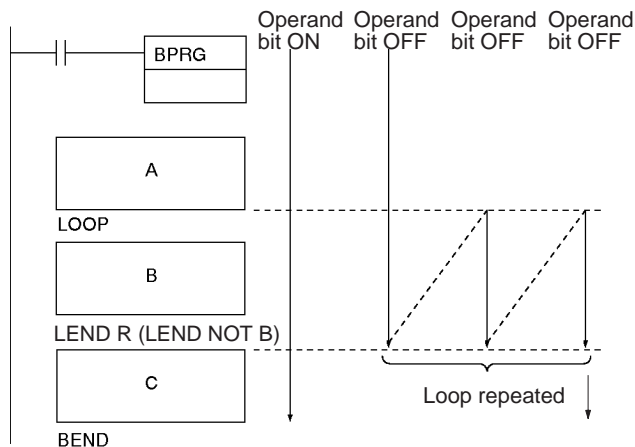 Operand bit ON
Operand bit OFF
Operand bit OFF
Operand bit OFF
BPRG
A
LOOP
B
LEND R (LEND NOT B)
C
Loop repeated
BEND